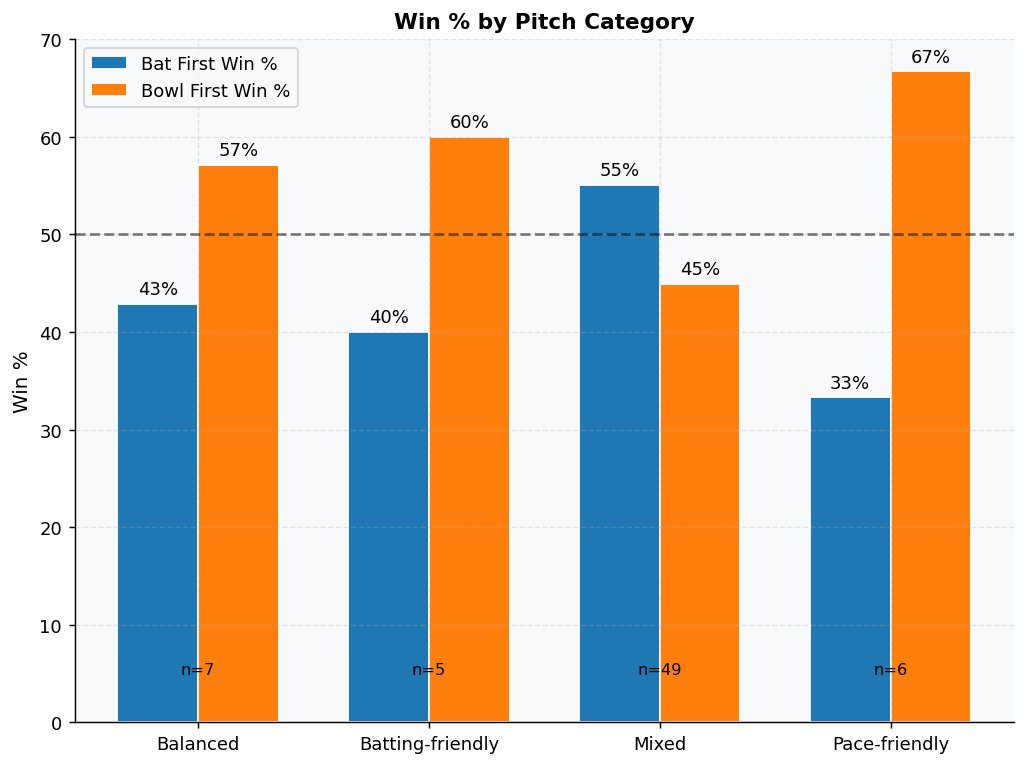 Win % by Pitch Category
Bat First Win %
Bowl First Win %
Win %
70
60
50
40
30
20
10
0
43%
57%
40%
60%
55%
45%
33%
67%
n=7
n=5
n=49
n=6
Balanced
Batting-friendly
Mixed
Pace-friendly